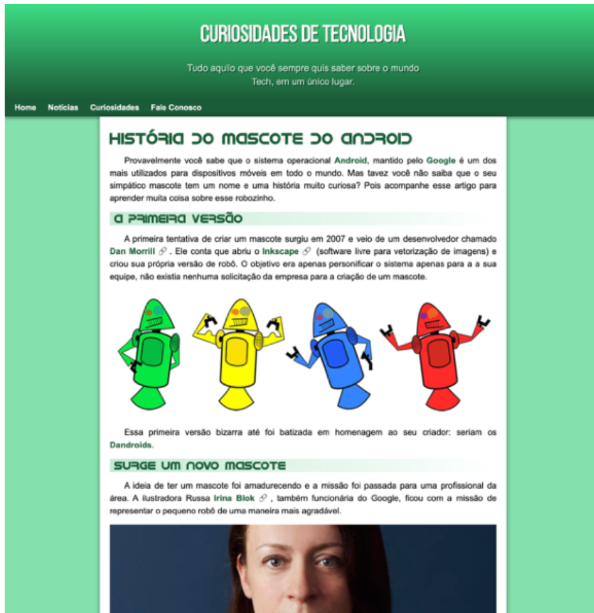 CURIOSIDADES DE TECNOLOGIA
Tudo aquilo que você sempre quis saber sobre o mundo
Tech, em um único lugar.
Home Notícias Curiosidades Fale Conosco
História do Mascote do Android
Provavelmente você sabe que o sistema operacional Android, mantido pelo Google é um dos
mais utilizados para dispositivos móveis em todo o mundo. Mas tavez você não saiba que o seu
simpático mascote tem um nome e uma história muito curiosa? Pois acompanhe esse artigo para
aprender muita coisa sobre esse robozinho.
A primeira versão
A primeira tentativa de criar um mascote surgiu em 2007 e veio de um desenvolvedor chamado
Dan Morrill . Ele conta que abriu o Inkscape (software livre para vetorização de imagens) e
criou sua própria versão de robô. O objetivo era apenas personificar o sistema apenas para a a sua
equipe, não existia nenhuma solicitação da empresa para a criação de um mascote.
Essa primeira versão bizarra até foi batizada em homenagem ao seu criador: seriam os
Dandroids.
Surge um novo mascote
A ideia de ter um mascote foi amadurecendo e a missão foi passada para uma profissional da
área. A ilustradora Russa Irina Blok , também funcionária do Google, ficou com a missão de
representar o pequeno robô de uma maneira mais agradável.